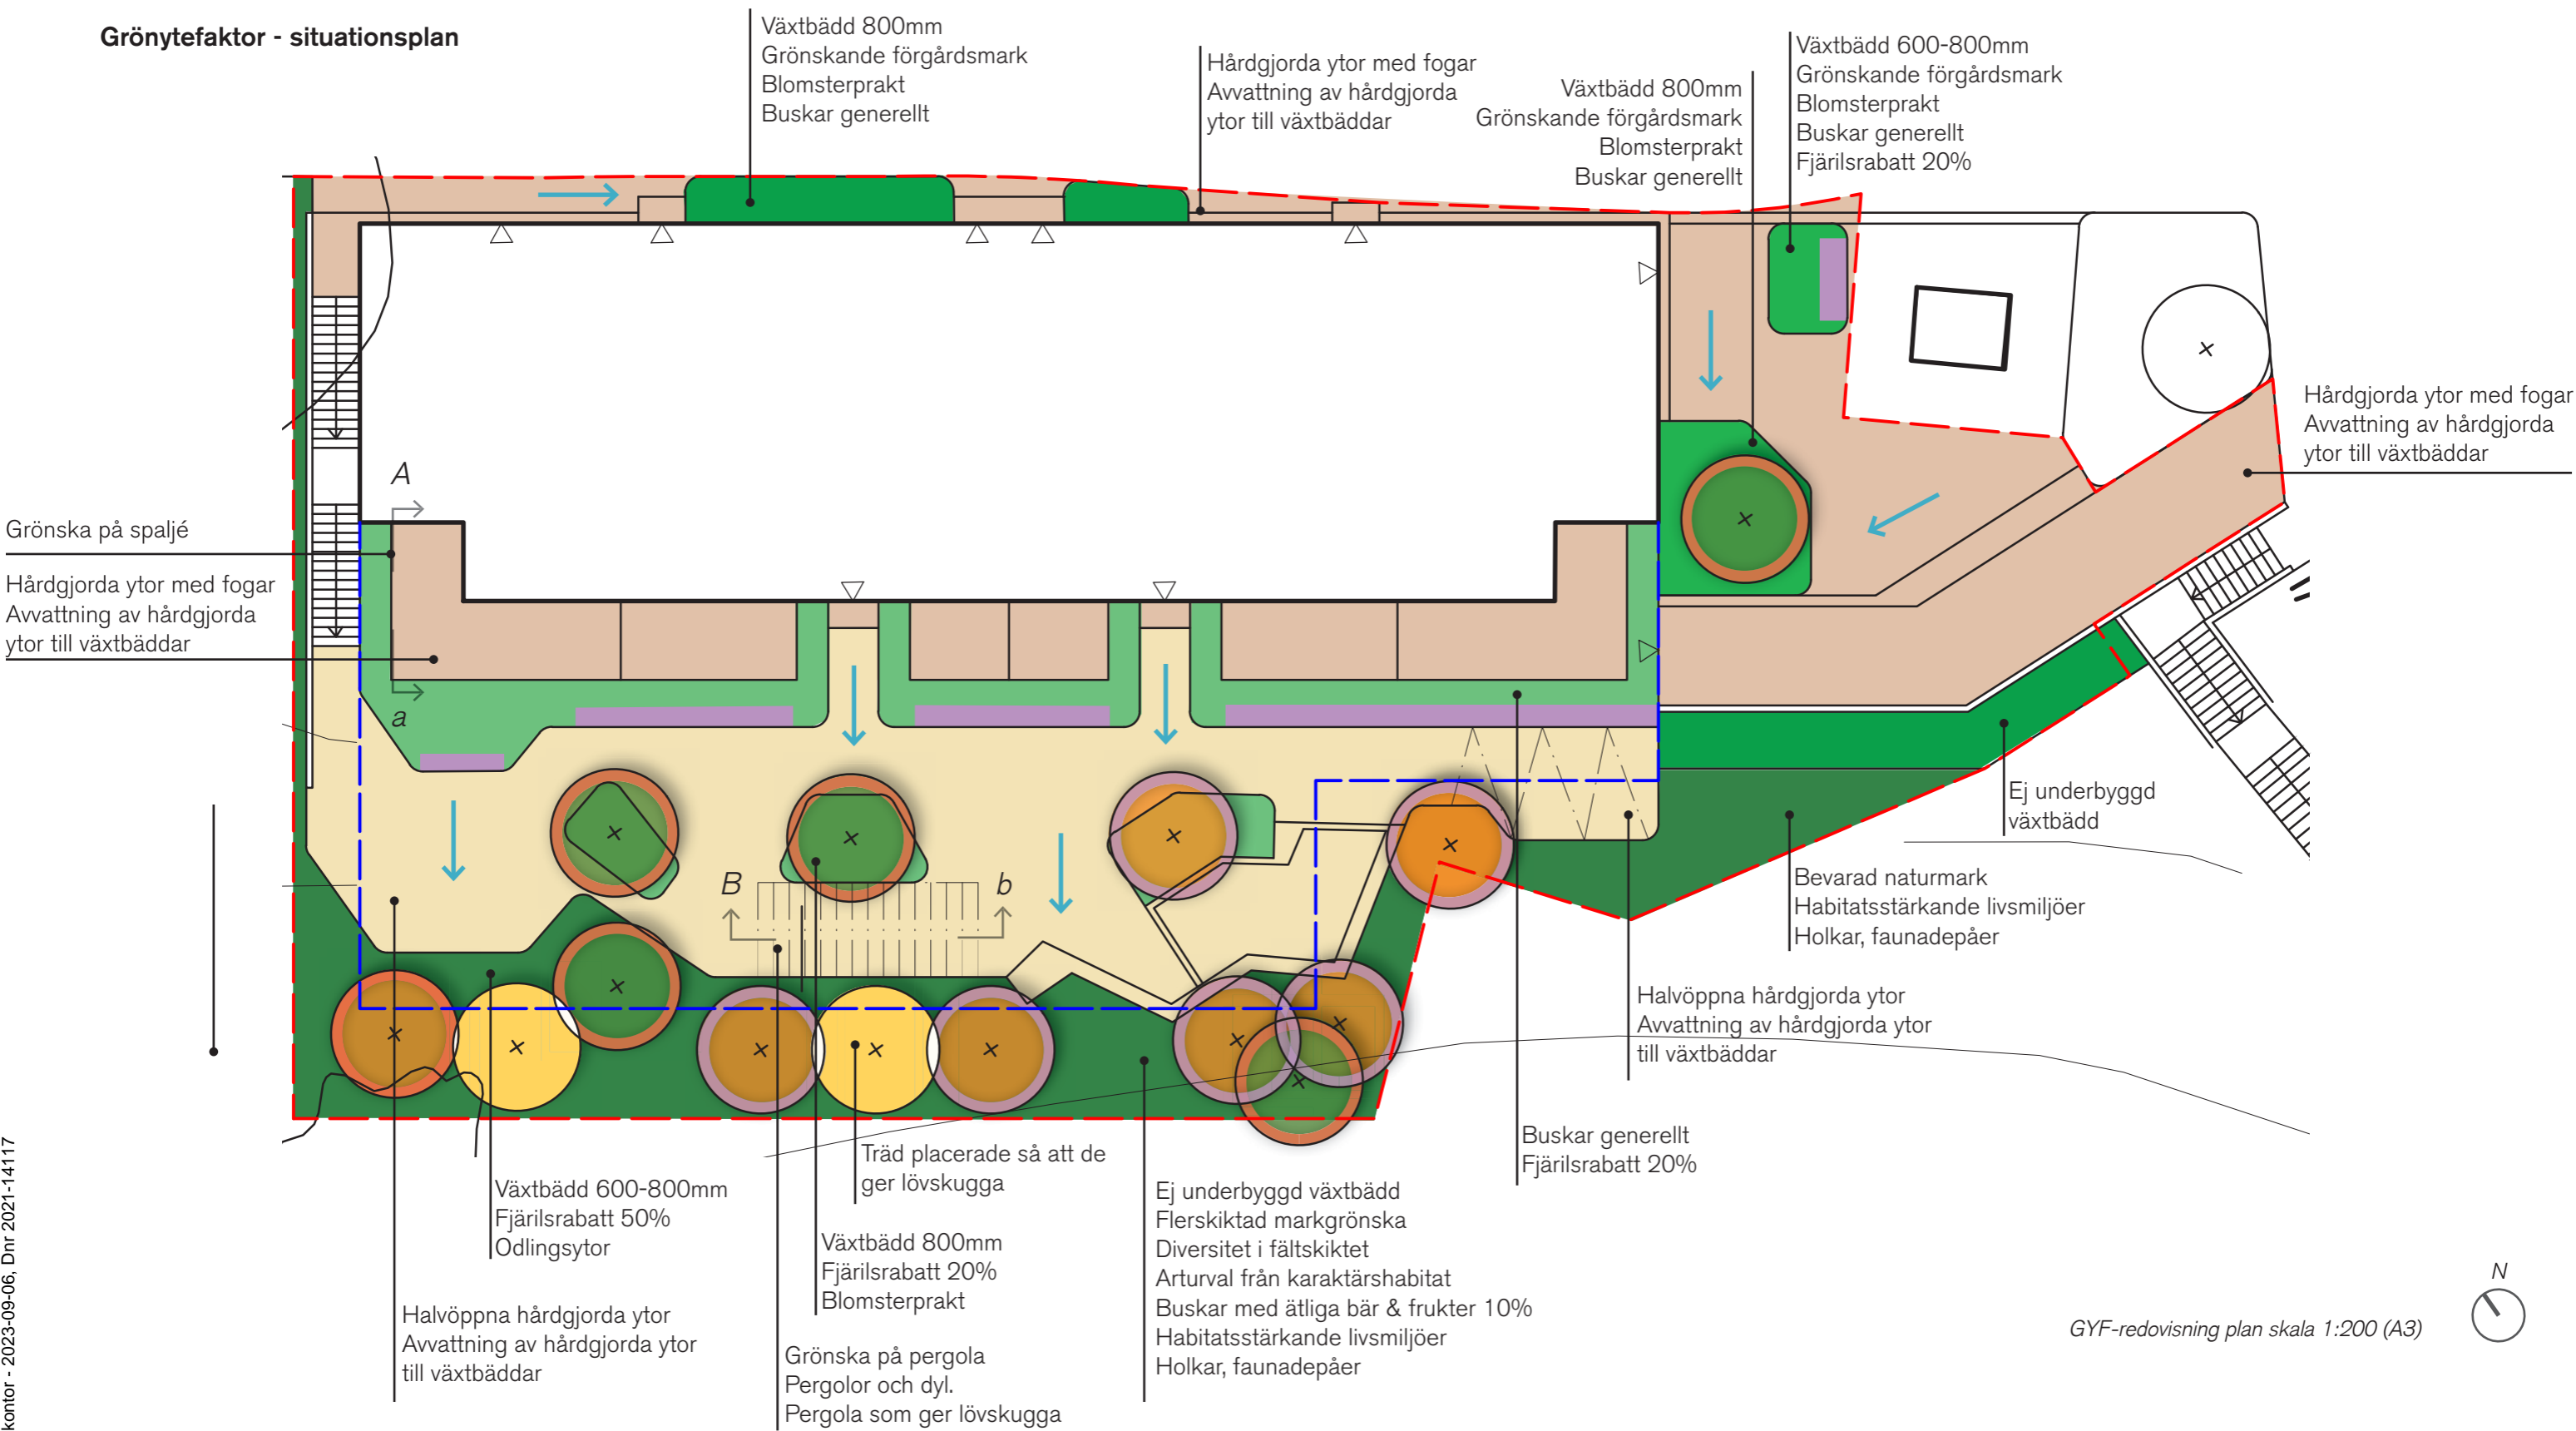 Grönytefaktor - situationsplan
Växtbädd 800mm
Grönskande förgårdsmark
Blomsterprakt
Buskar generellt
Hårdgjorda ytor med fogar
Avvattning av hårdgjorda
ytor till växtbäddar
Växtbädd 800mm
Grönskande förgårdsmark
Blomsterprakt
Buskar generellt
Växtbädd 600-800mm
Grönskande förgårdsmark
Blomsterprakt
Buskar generellt
Fjärilsrabatt 20%
Hårdgjorda ytor med fogar
Avvattning av hårdgjorda
ytor till växtbäddar
A
Grönska på spaljé
Hårdgjorda ytor med fogar
Avvattning av hårdgjorda
ytor till växtbäddar
a
B
b
Ej underbyggd
växtbädd
Bevarad naturmark
Habitatsstärkande livsmiljöer
Holkar, faunadepåer
Halvöppna hårdgjorda ytor
Avvattning av hårdgjorda ytor
till växtbäddar
Buskar generellt
Fjärilsrabatt 20%
Träd placerade så att de
ger lövskugga
Växtbädd 600-800mm
Fjärilsrabatt 50%
Odlingsytor
Växtbädd 800mm
Fjärilsrabatt 20%
Blomsterprakt
Ej underbyggd växtbädd
Flerskiktad markgrönska
Diversitet i fältskiktet
Arturval från karaktärshabitat
Buskar med ätliga bär & frukter 10%
Habitatsstärkande livsmiljöer
Holkar, faunadepåer
Halvöppna hårdgjorda ytor
Avvattning av hårdgjorda ytor
till växtbäddar
Grönska på pergola
Pergolor och dyl.
Pergola som ger lövskugga
N
GYF-redovisning plan skala 1:200 (A3)
kontor - 2023-09-06, Dnr 2021-14117